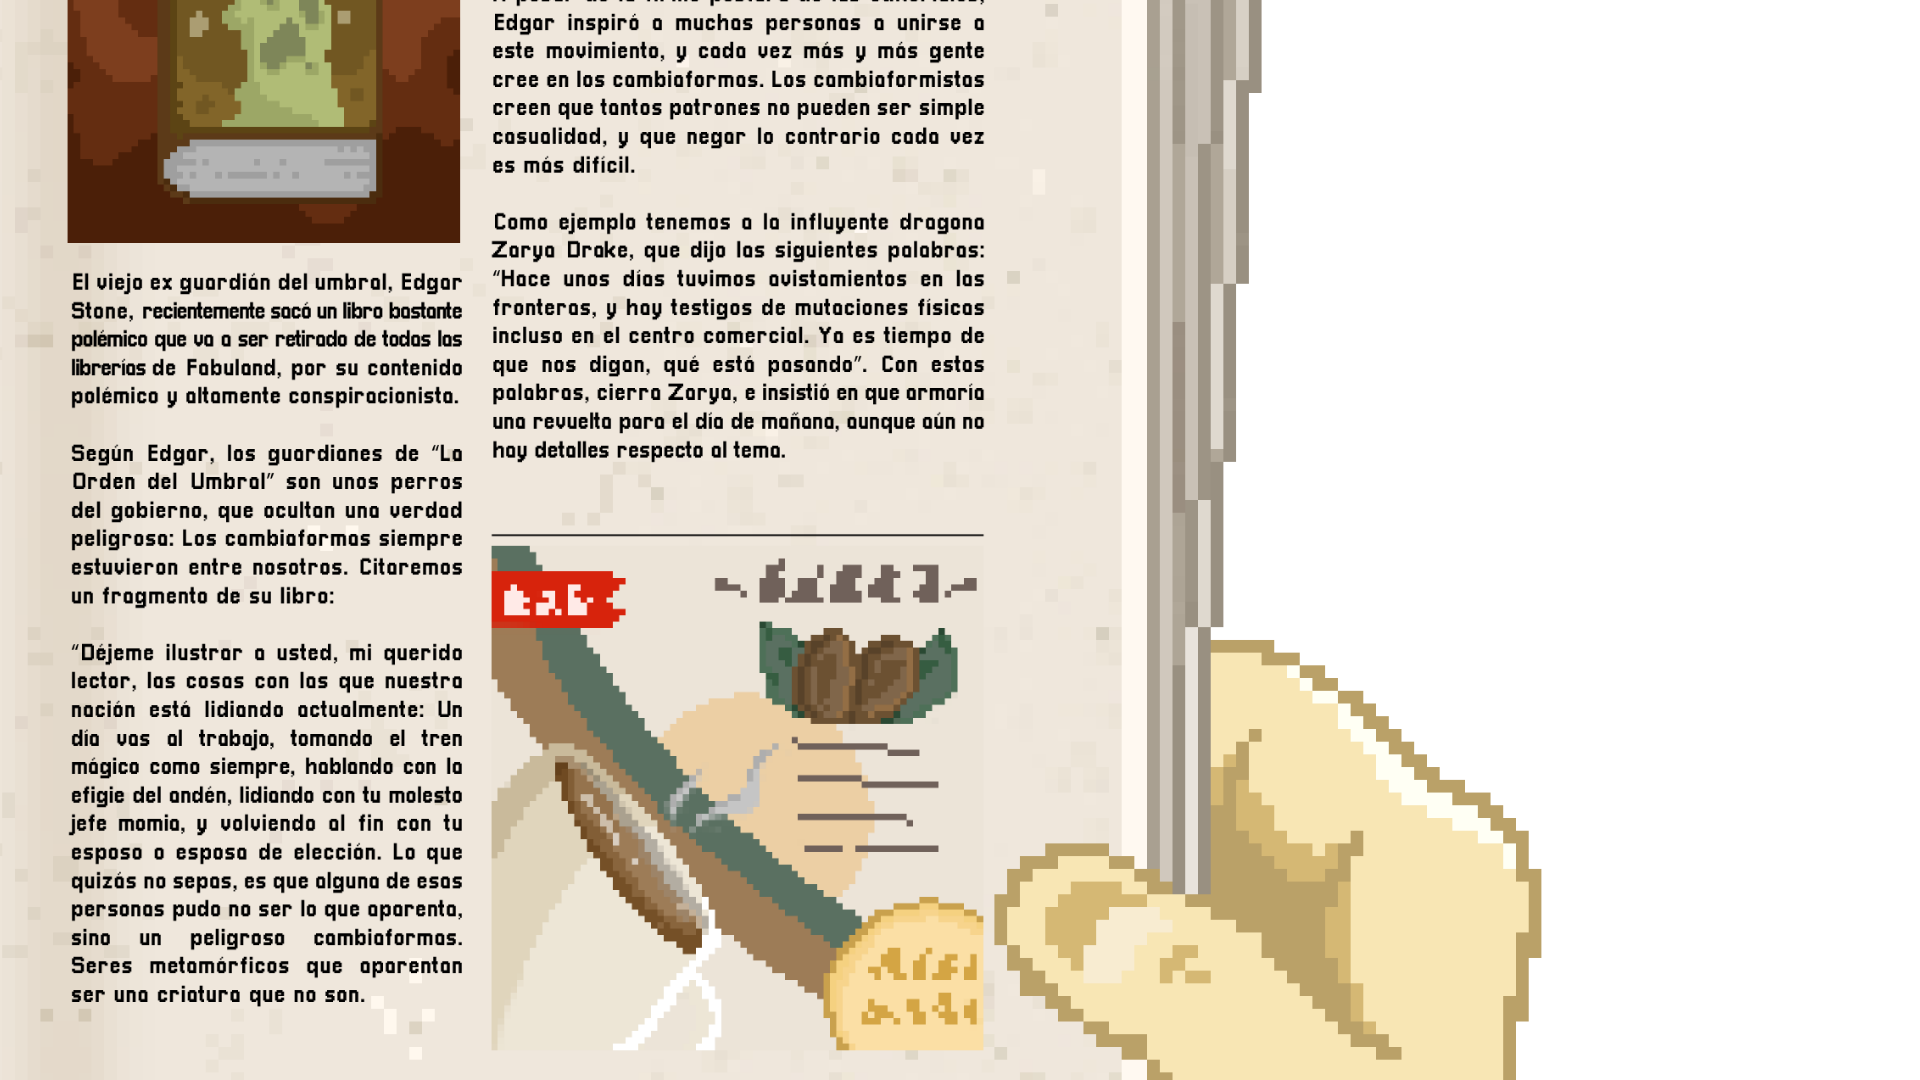 El viejo ex guardián del umbral, Edgar
Stone, recientemente sacó un libro bastante
polémico que va a ser retirado de todas las
librerías de Fabuland, por su contenido
polémico y altamente conspiracionista.
Según Edgar, los guardianes de “La
Orden del Umbral” son unos perros
del gobierno, que ocultan una verdad
peligrosa: Los cambiaformas siempre
estuvieron entre nosotros. Citaremos
un fragmento de su libro:
“Déjeme ilustrar a usted, mi querido
lector, las cosas con las que nuestra
nación está lidiando actualmente: Un
día vas al trabajo, tomando el tren
mágico como siempre, hablando con la
efigie del andén, lidiando con tu molesto
jefe momia, y volviendo al fin con tu
esposo o esposa de elección. Lo que
quizás no sepas, es que alguna de esas
personas pudo no ser lo que aparenta,
sino un peligroso cambiaformas.
Seres metamórficos que aparentan
ser una criatura que no son.
Edgar inspiró a muchas personas a unirse a
este movimiento, y cada vez más y más gente
cree en los cambiaformas. Los cambiaformistas
creen que tantos patrones no pueden ser simple
casualidad, y que negar lo contrario cada vez
es más difícil.
Como ejemplo tenemos a la influyente dragona
Zarya Drake, que dijo las siguientes palabras:
“Hace unos días tuvimos avistamientos en las
fronteras, y hay testigos de mutaciones físicas
incluso en el centro comercial. Ya es tiempo de
que nos digan, qué está pasando”. Con estas
palabras, cierra Zarya, e insistió en que armaría
una revuelta para el día de mañana, aunque aún no
hay detalles respecto al tema.